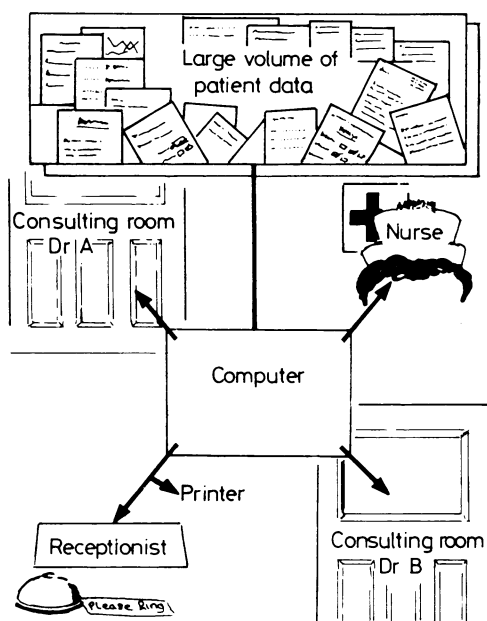 Large volume of
patient data
Consulting room
Dr A
Nurse
Computer
Printer
Receptionist
Please Ring
Consulting room
Dr B